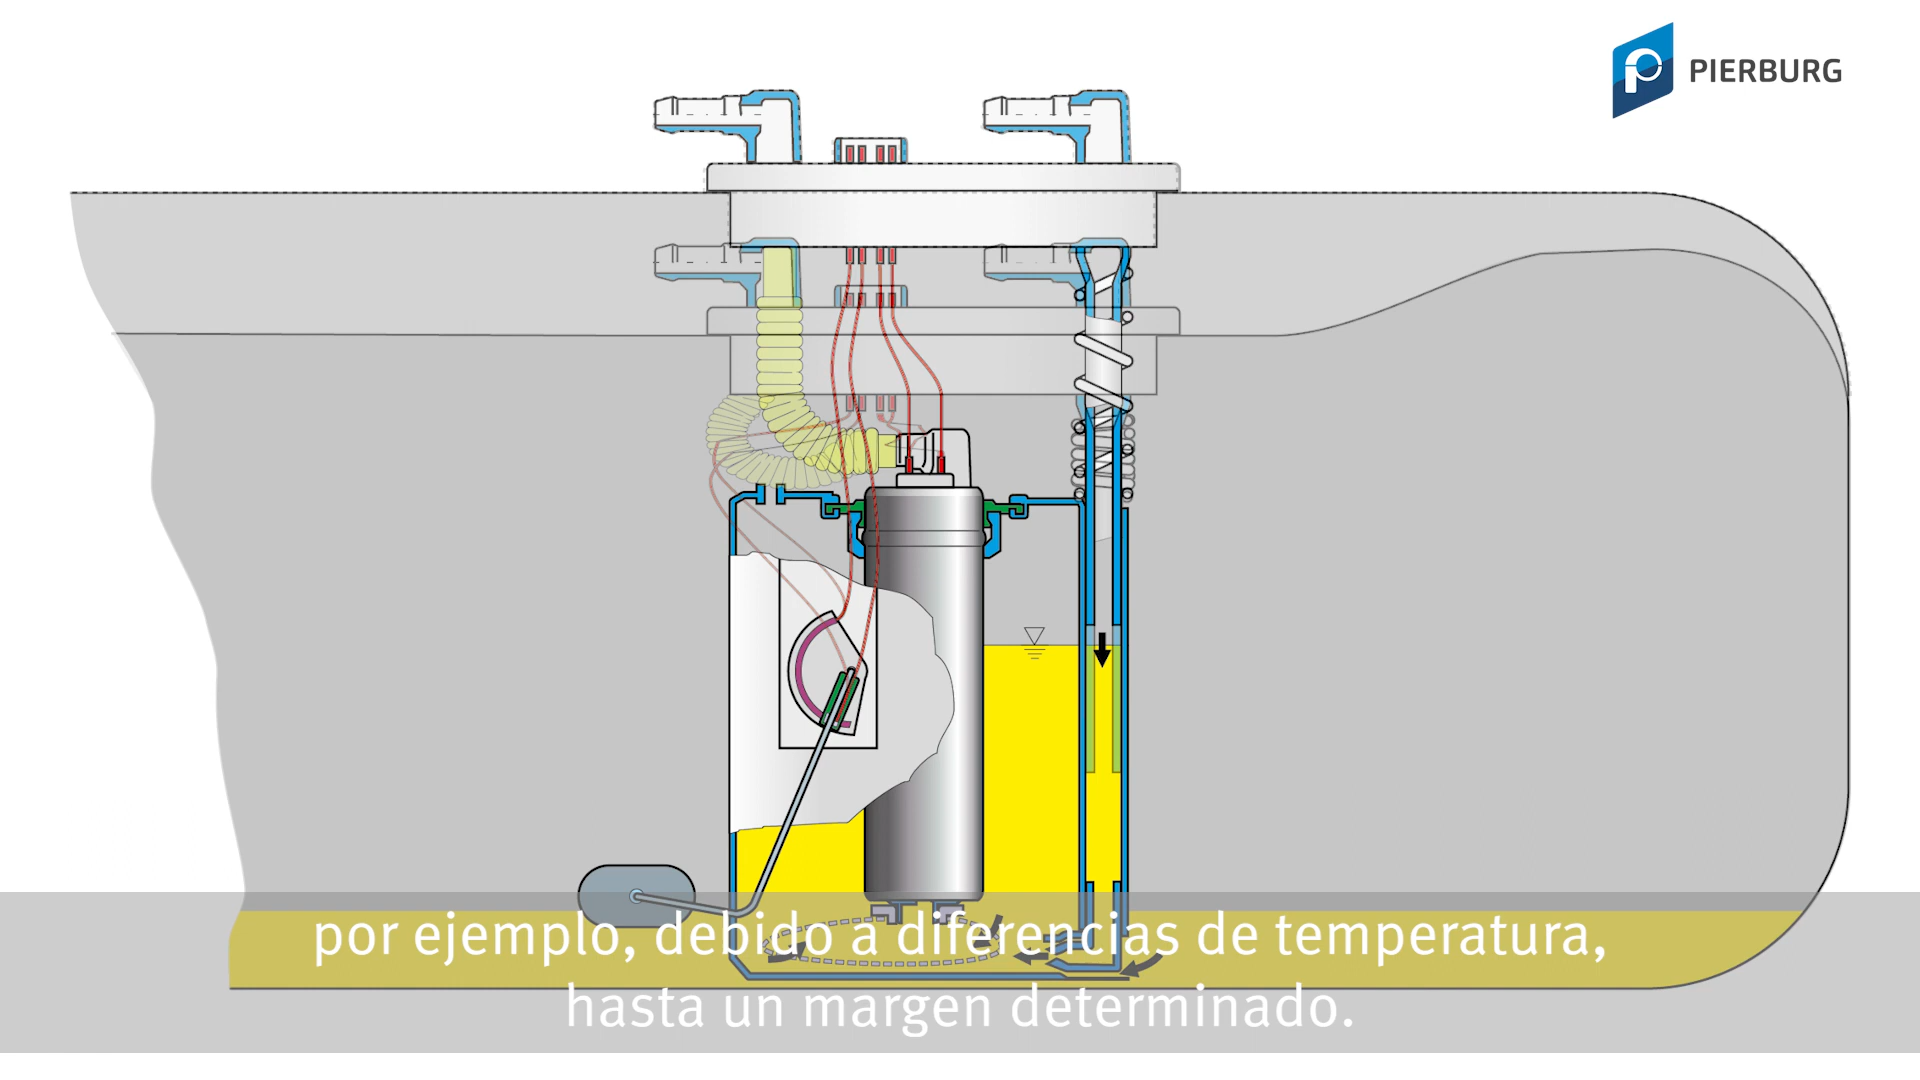 PIERBURG
por ejemplo, debido a diferencias de temperatura,
hasta un margen determinado.